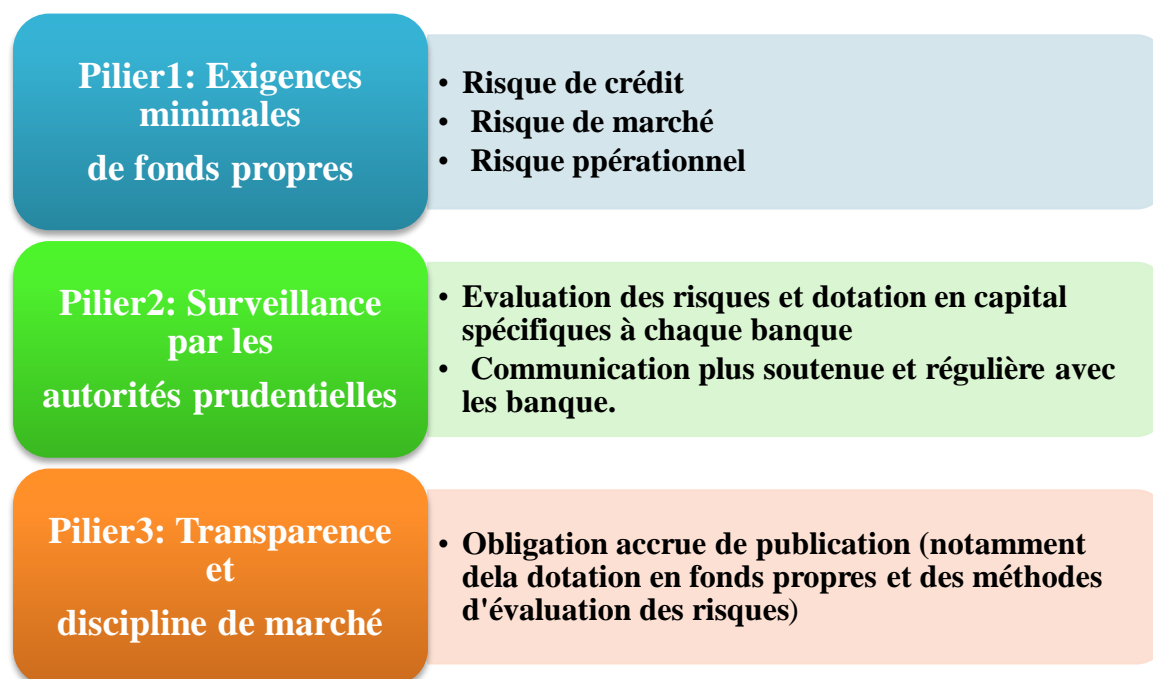 Pilier1: Exigences
minimales
de fonds propres
• Risque de crédit
• Risque de marché
• Risque ppérationnel
Pilier2: Surveillance
par les
autorités prudentielles
• Evaluation des risques et dotation en capital
spécifiques à chaque banque
• Communication plus soutenue et régulière avec
les banque.
Pilier3: Transparence
et
discipline de marché
• Obligation accrue de publication (notamment
dela dotation en fonds propres et des méthodes
d'évaluation des risques)